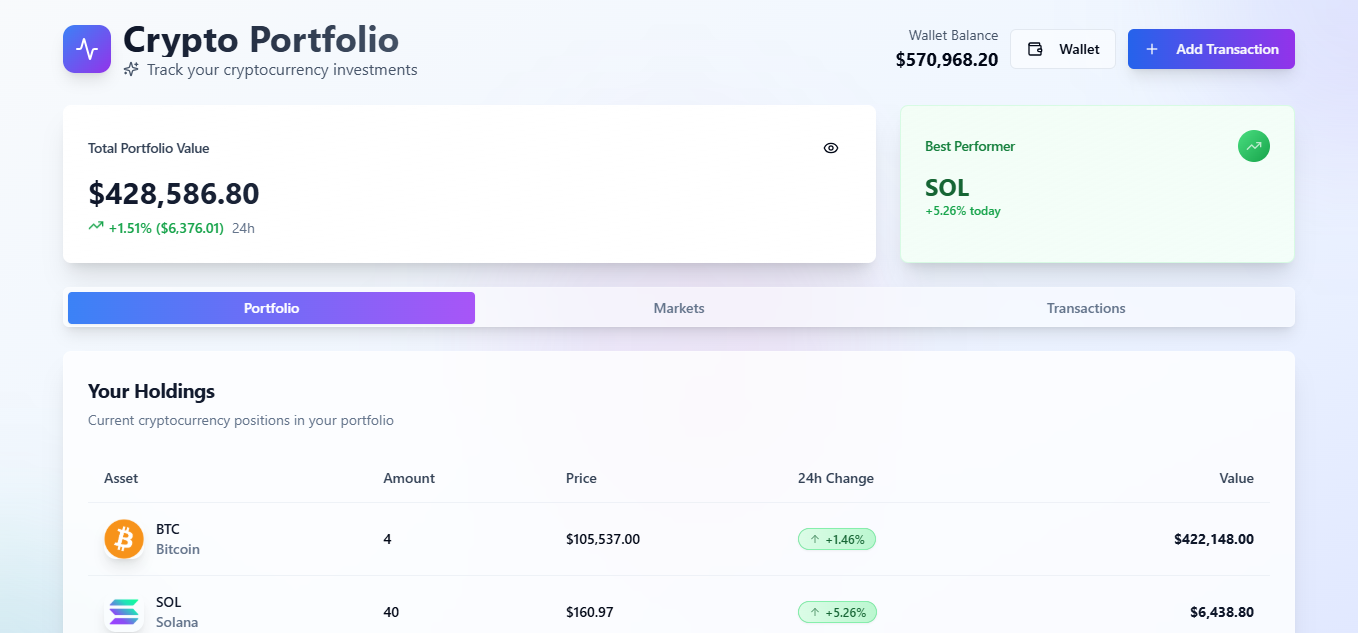 Crypto Portfolio
Track your cryptocurrency investments
Wallet Balance
$570,968.20
Wallet
Add Transaction
Total Portfolio Value
$428,586.80
+1.51% ($6,376.01) 24h
Best Performer
SOL
+5.26% today
Portfolio Markets Transactions
Your Holdings
Current cryptocurrency positions in your portfolio
Asset Amount Price 24h Change Value
BTC
Bitcoin
4 $105,537.00 ↑ +1.46% $422,148.00
SOL
Solana
40 $160.97 ↑ +5.26% $6,438.80